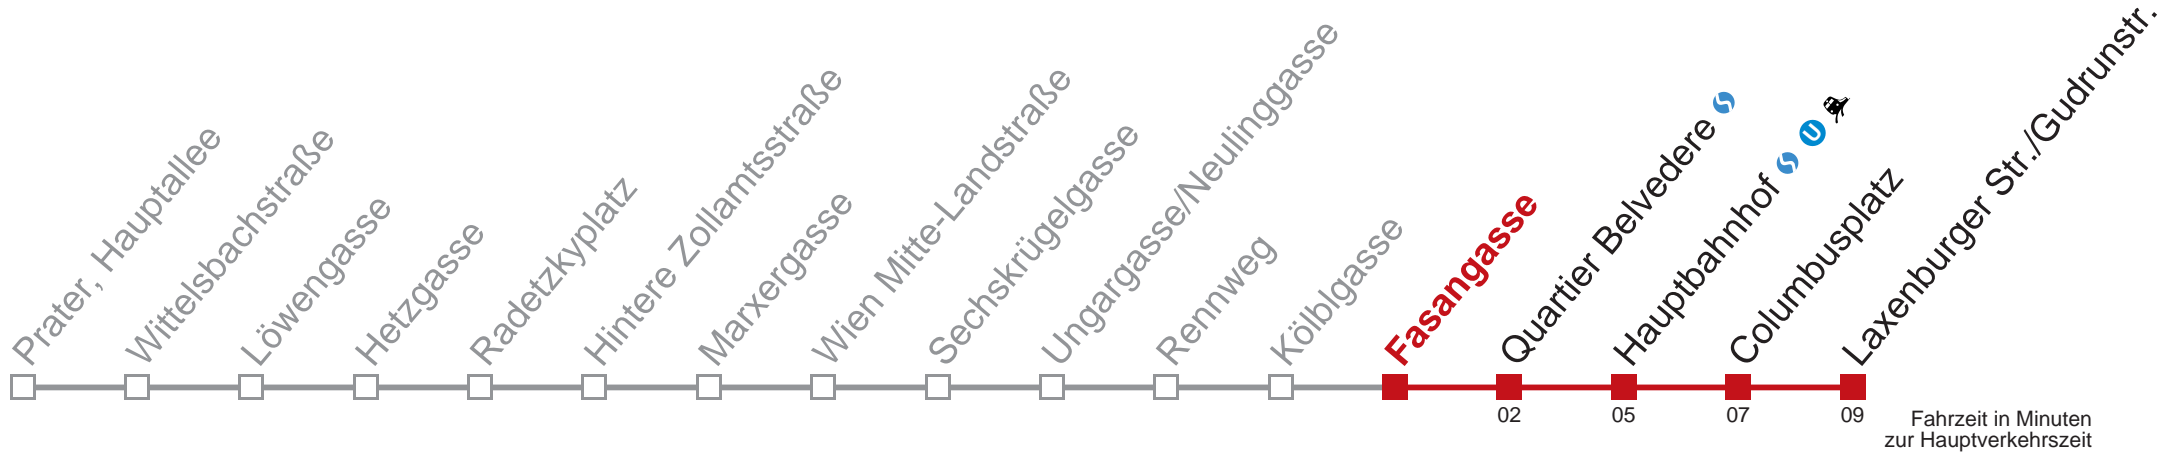 Prater, Hauptallee
Wittelsbachstraße
Löwengasse
Hetzgasse
Radetzkyplatz
Hintere Zollamtsstraße
Marxergasse
Wien Mitte-Landstraße
Sechskrügelgasse
Ungargasse/Neulinggasse
Rennweg
Kölblgasse
Fasangasse
Quartier Belvedere S
Hauptbahnhof S U
Columbusplatz
Laxenburger Str./Gudrunstr.
02 05 07 09
Fahrzeit in Minuten
zur Hauptverkehrszeit